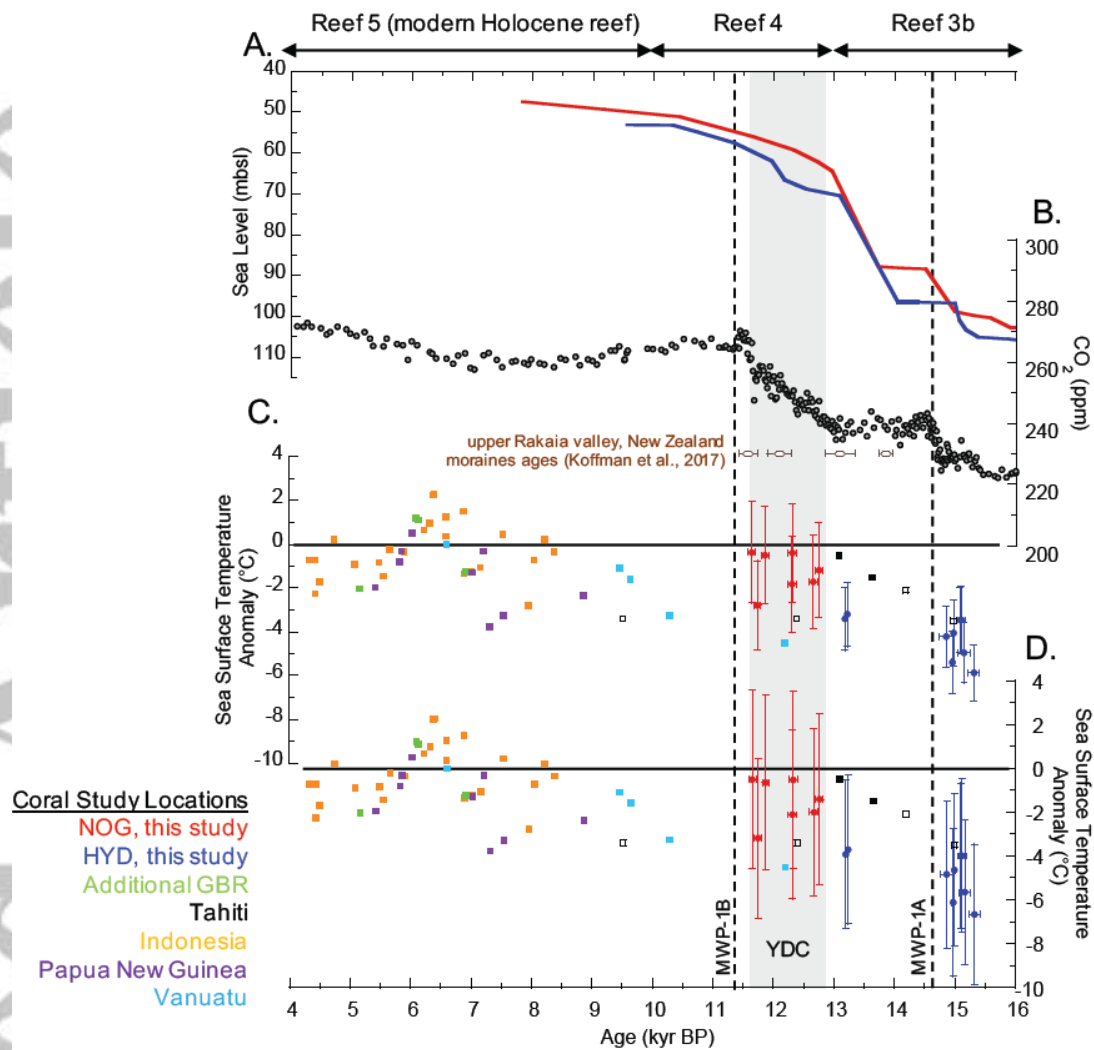 Reef 5 (modern Holocene reef)
Reef 4
Reef 3b
A.
40
50
60
70
80
90
100
110
Sea Level (mbsl)
B.
300
280
260
240
220
200
CO2 (ppm)
C.
upper Rakaia valley, New Zealand
moraines ages (Koffman et al., 2017)
4
2
0
-2
-4
-6
-8
-10
Sea Surface Temperature
Anomaly (°C)
D.
4
2
0
-2
-4
-6
-8
-10
Sea Surface Temperature
Anomaly (°C)
Coral Study Locations
NOG, this study
HYD, this study
Additional GBR
Tahiti
Indonesia
Papua New Guinea
Vanuatu
MWP-1B
YDC
MWP-1A
4 5 6 7 8 9 10 11 12 13 14 15 16
Age (kyr BP)